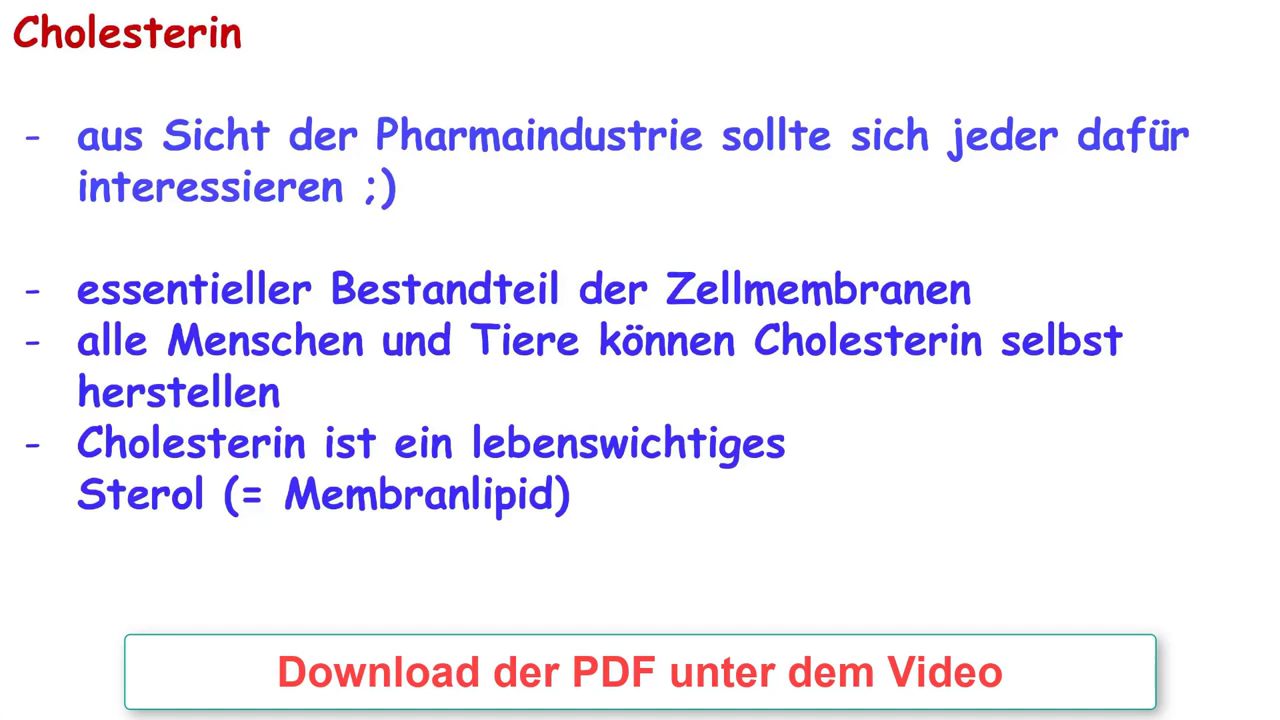 Cholesterin
- aus Sicht der Pharmaindustrie sollte sich jeder dafür
interessieren ;)
- essentieller Bestandteil der Zellmembranen
- alle Menschen und Tiere können Cholesterin selbst
herstellen
- Cholesterin ist ein lebenswichtiges
Sterol (= Membranlipid)
Download der PDF unter dem Video